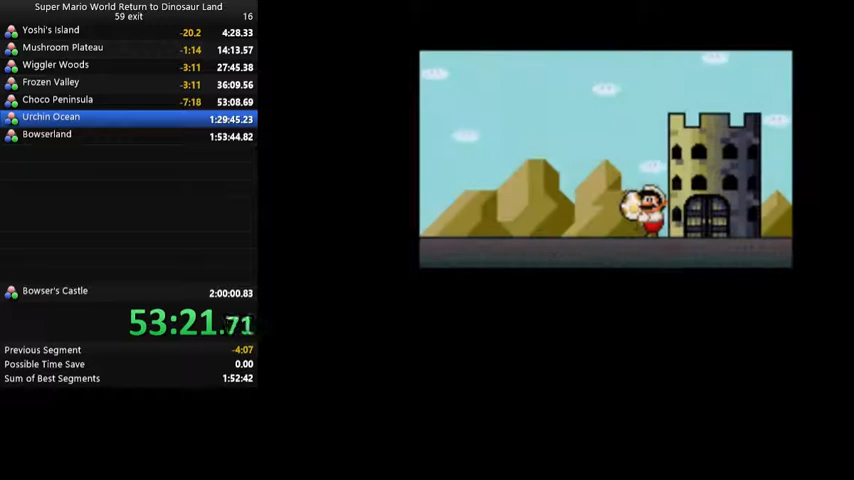 Super Mario World Return to Dinosaur Land
59 exit 16
Yoshi's Island -20.2 4:28.33
Mushroom Plateau -1:14 14:13.57
Wiggler Woods -3:11 27:45.38
Frozen Valley -3:11 36:09.56
Choco Peninsula -7:18 53:08.69
Urchin Ocean 1:29:45.23
Bowserland 1:53:44.82
Bowser's Castle 2:00:00.83
53:21.71
Previous Segment -4:07
Possible Time Save 0.00
Sum of Best Segments 1:52:42